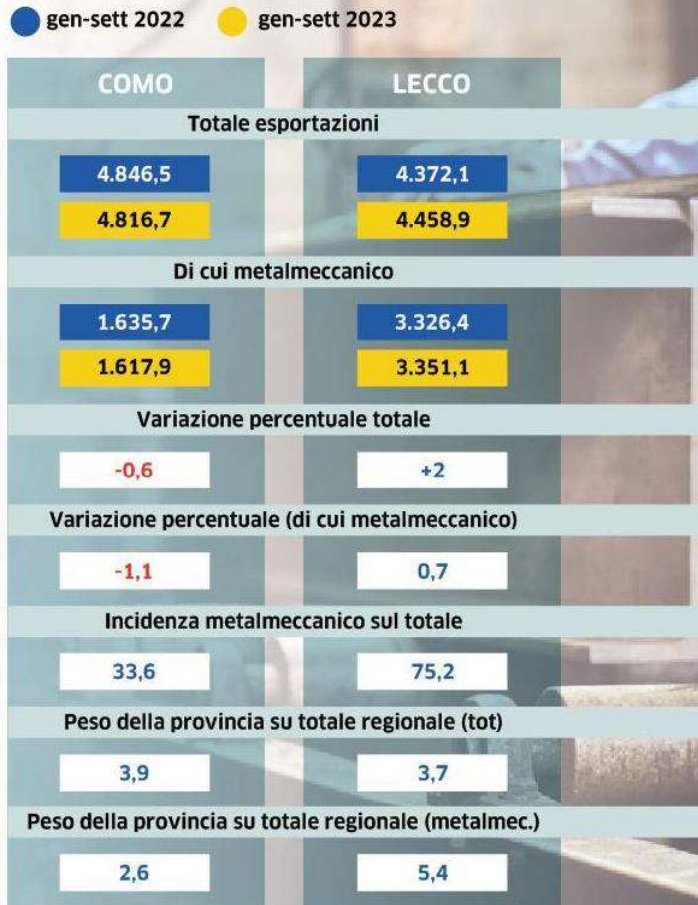 gen-sett 2022 gen-sett 2023
COMO LECCO
Totale esportazioni
4.846,5 4.372,1
4.816,7 4.458,9
Di cui metalmeccanico
1.635,7 3.326,4
1.617,9 3.351,1
Variazione percentuale totale
-0,6 +2
Variazione percentuale (di cui metalmeccanico)
-1,1 0,7
Incidenza metalmeccanico sul totale
33,6 75,2
Peso della provincia su totale regionale (tot)
3,9 3,7
Peso della provincia su totale regionale (metalmec.)
2,6 5,4